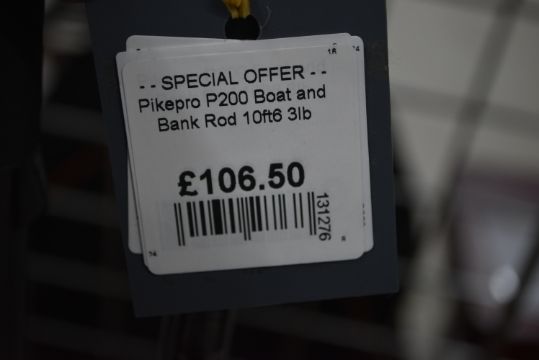 - - SPECIAL OFFER - -
Pikepro P200 Boat and
Bank Rod 10ft6 3lb
£106.50
131276